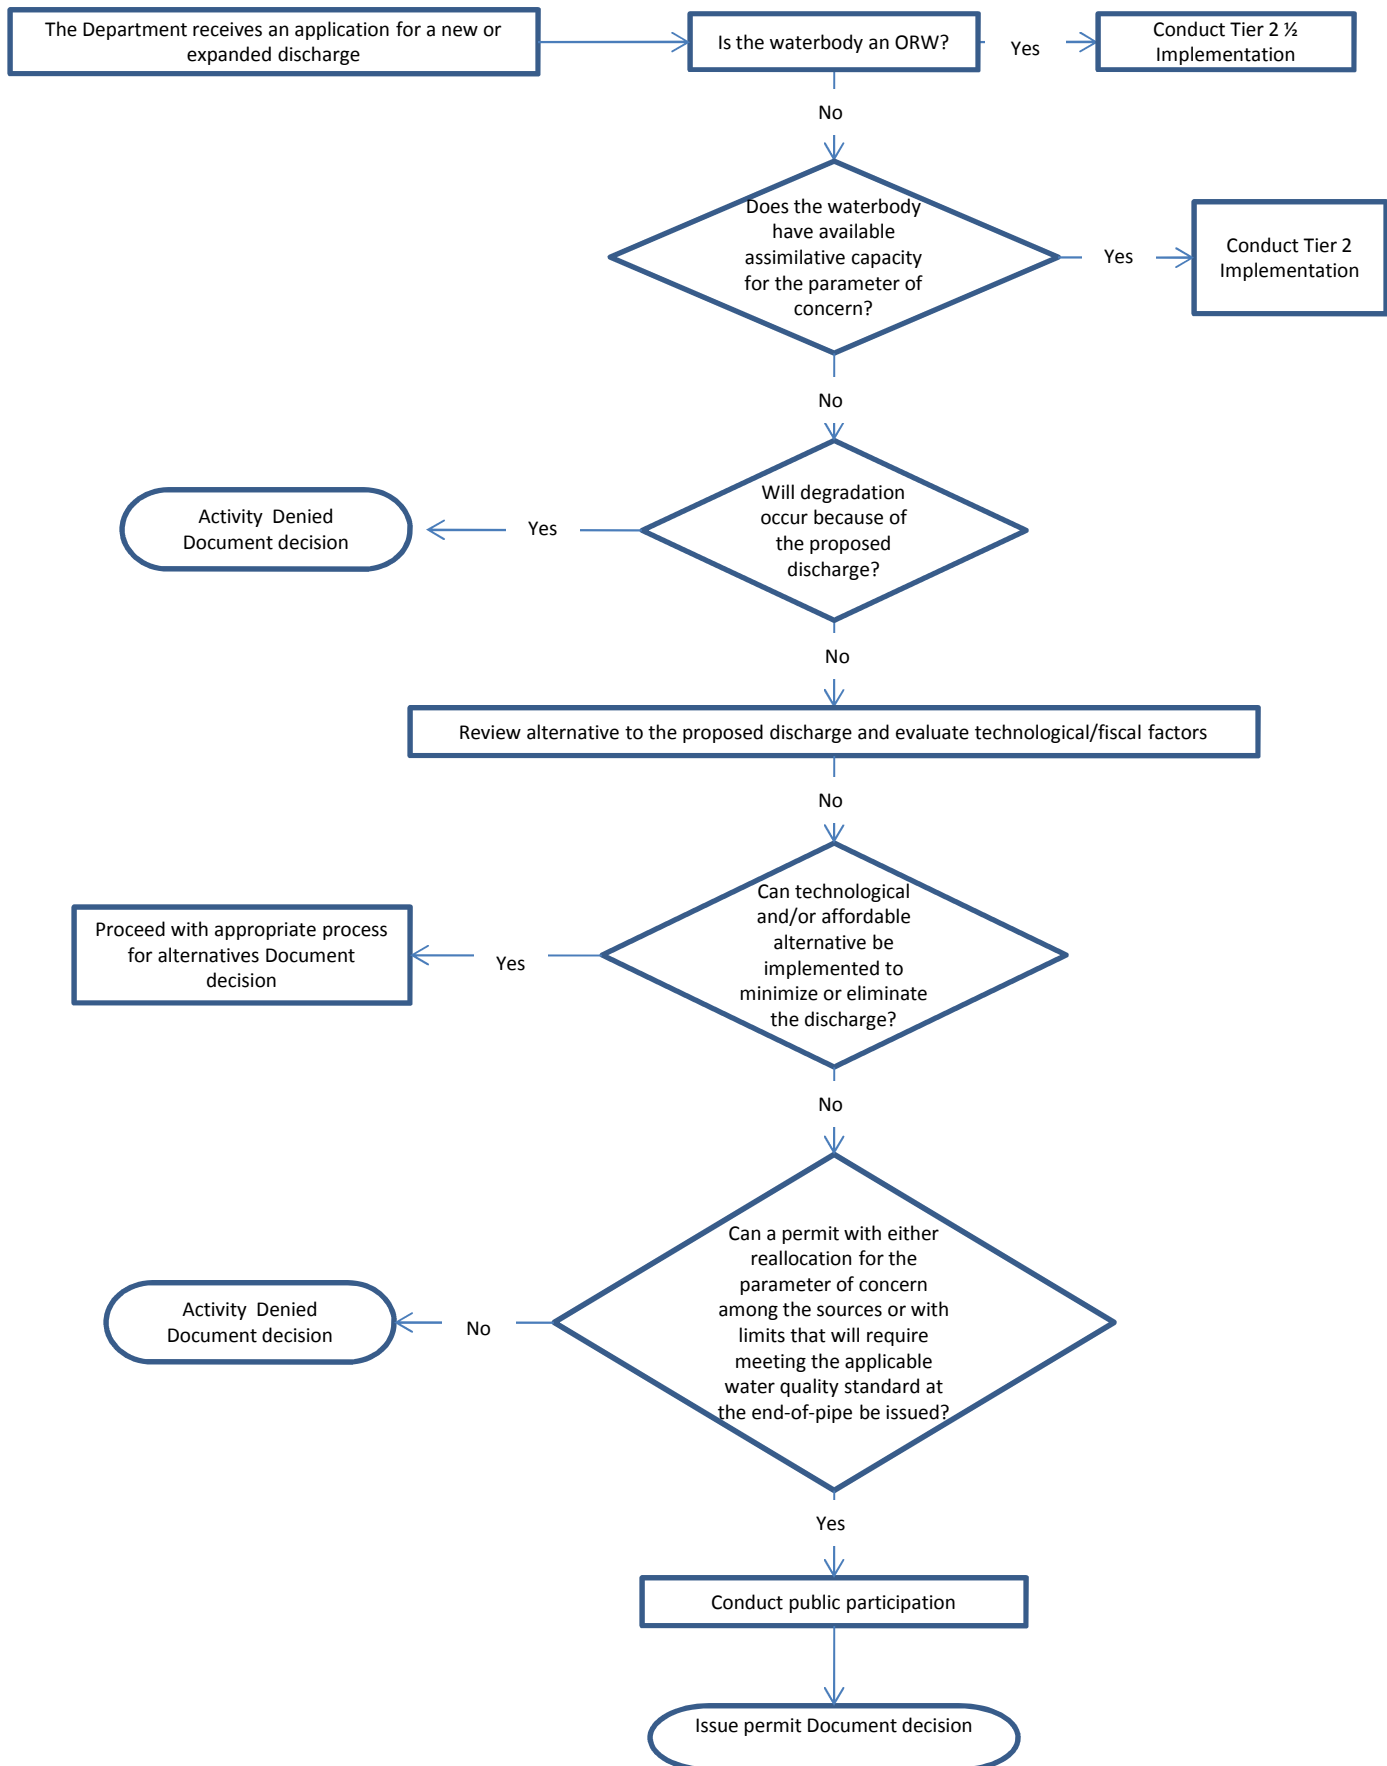 The Department receives an application for a new or
expanded discharge
Is the waterbody an ORW?
Yes
Conduct Tier 2 ½
Implementation
No
Does the waterbody
have available
assimilative capacity
for the parameter of
concern?
Yes
Conduct Tier 2
Implementation
No
Will degradation
occur because of
the proposed
discharge?
Yes
Activity Denied
Document decision
No
Review alternative to the proposed discharge and evaluate technological/fiscal factors
No
Can technological
and/or affordable
alternative be
implemented to
minimize or eliminate
the discharge?
Yes
Proceed with appropriate process
for alternatives Document
decision
No
Can a permit with either
reallocation for the
parameter of concern
among the sources or with
limits that will require
meeting the applicable
water quality standard at
the end-of-pipe be issued?
No
Activity Denied
Document decision
Yes
Conduct public participation
Issue permit Document decision